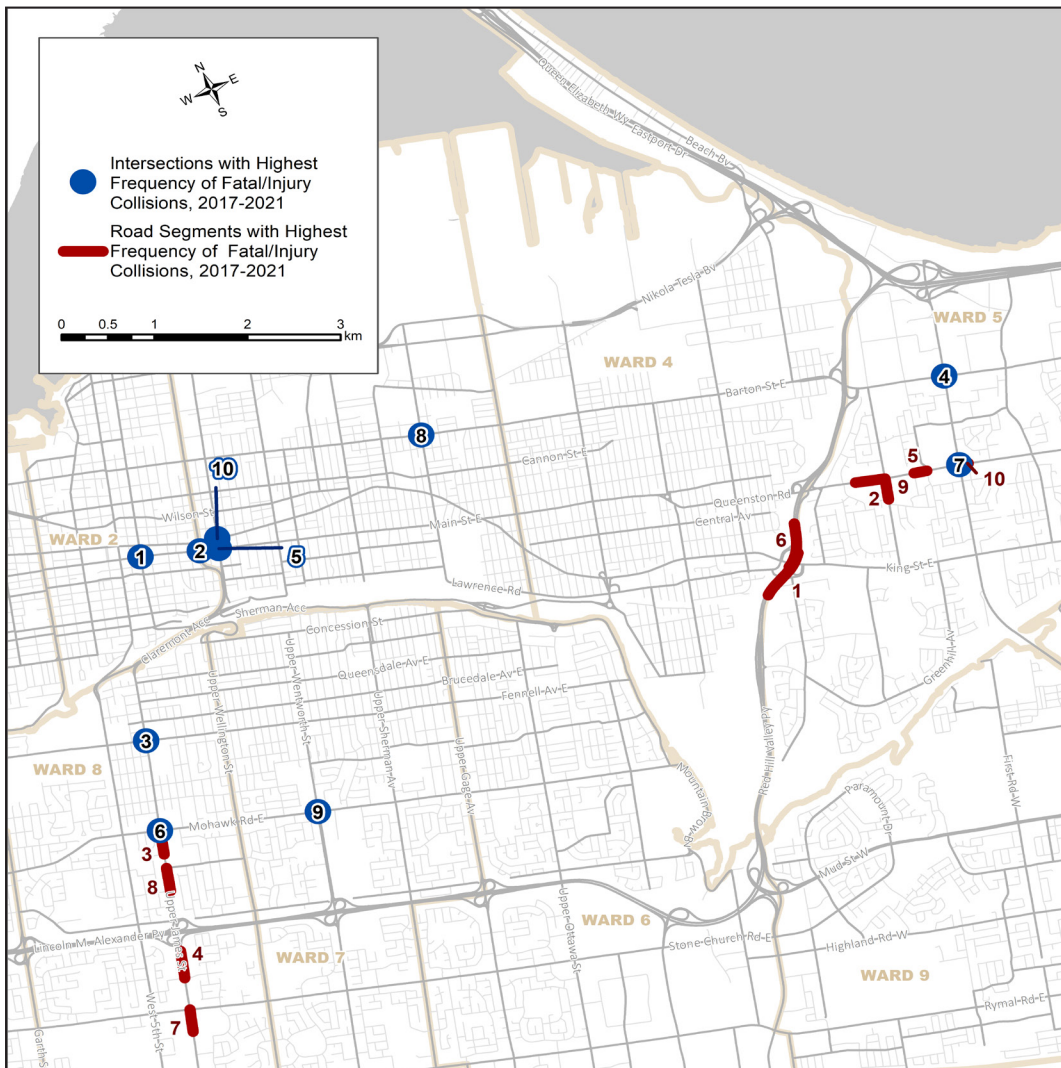 N
E
W
S
Intersections with Highest
Frequency of Fatal/Injury
Collisions, 2017-2021
Road Segments with Highest
Frequency of Fatal/Injury
Collisions, 2017-2021
0 0.5 1 2 3
km
Queen Elizabeth Wy
Eastport Dr
Beach Bv
Nikola Tesla Bv
WARD 5
WARD 4
4
Barton St E
8
Cannon St E
10
5
7
10
9
2
Queenston Rd
Central Av
Wilson St
Main St E
WARD 2
1
2
5
6
King St E
1
Lawrence Rd
Sherman Acc
Claremont Acc
Concession St
Queensdale Av E
Brucedale Av E
Fennell Av E
Upper Wellington St
Upper Wentworth St
Upper Sherman Av
Upper Gage Av
Greenhill Av
Red Hill Valley Py
Mountain Brow Bv
First Rd W
3
WARD 8
9
Mohawk Rd E
6
3
8
Paramount Dr
Mud St W
Upper James St
Lincoln M. Alexander Py
4
WARD 7
Upper Ottawa St
WARD 6
Stone Church Rd E
Highland Rd W
WARD 9
West 5th St
7
Rymal Rd E
Garth S